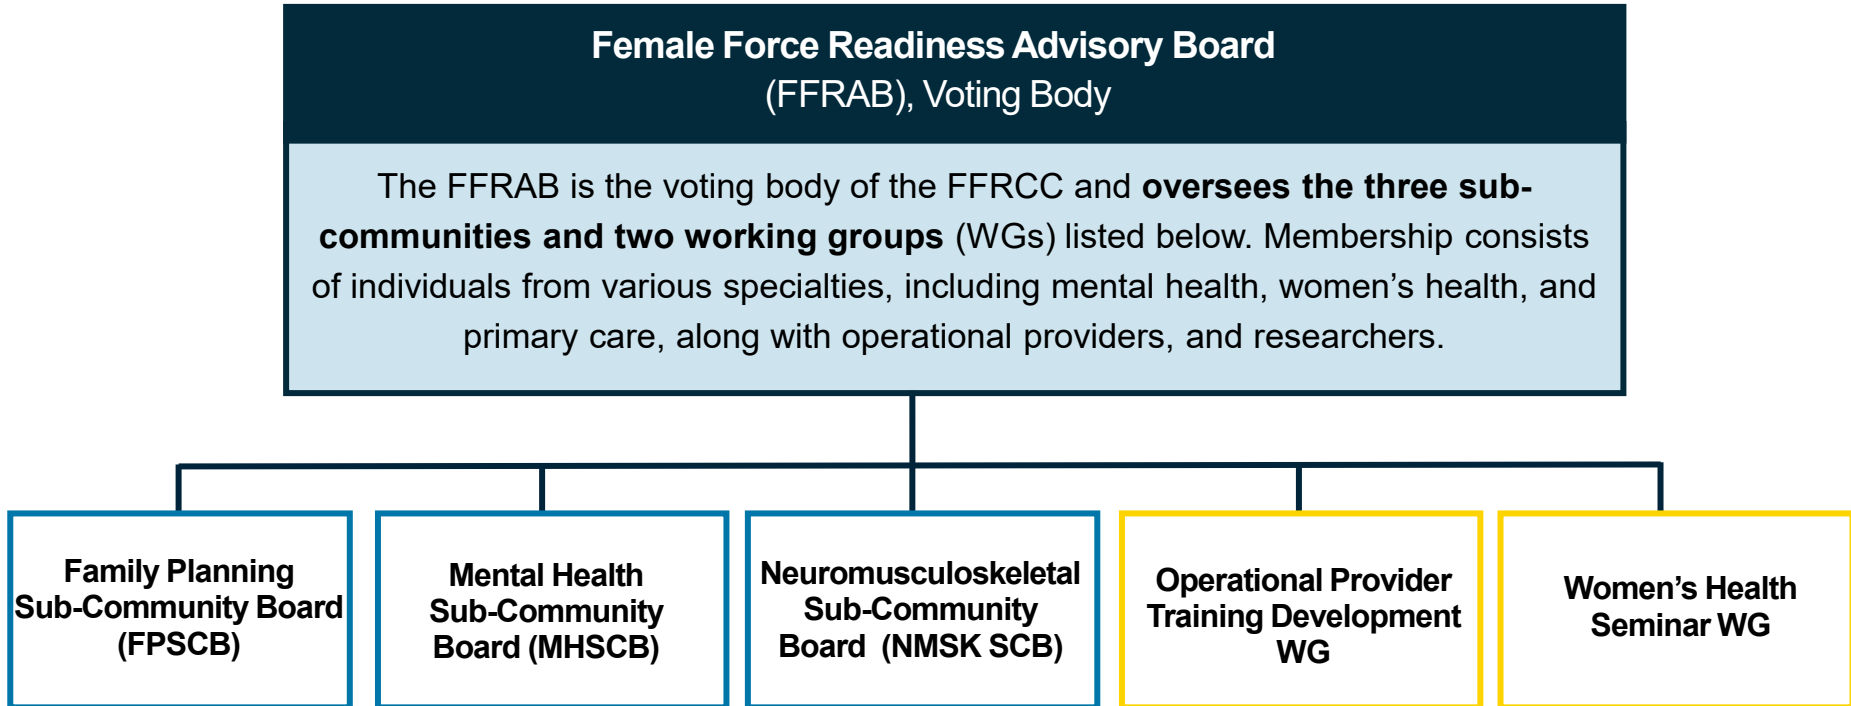 Female Force Readiness Advisory Board
(FFRAB), Voting Body
The FFRAB is the voting body of the FFRCC and oversees the three sub-
communities and two working groups (WGs) listed below. Membership consists
of individuals from various specialties, including mental health, women’s health, and
primary care, along with operational providers, and researchers.
Family Planning
Sub-Community Board
(FPSCB)
Mental Health
Sub-Community
Board (MHSCB)
Neuromusculoskeletal
Sub-Community
Board (NMSK SCB)
Operational Provider
Training Development
WG
Women’s Health
Seminar WG